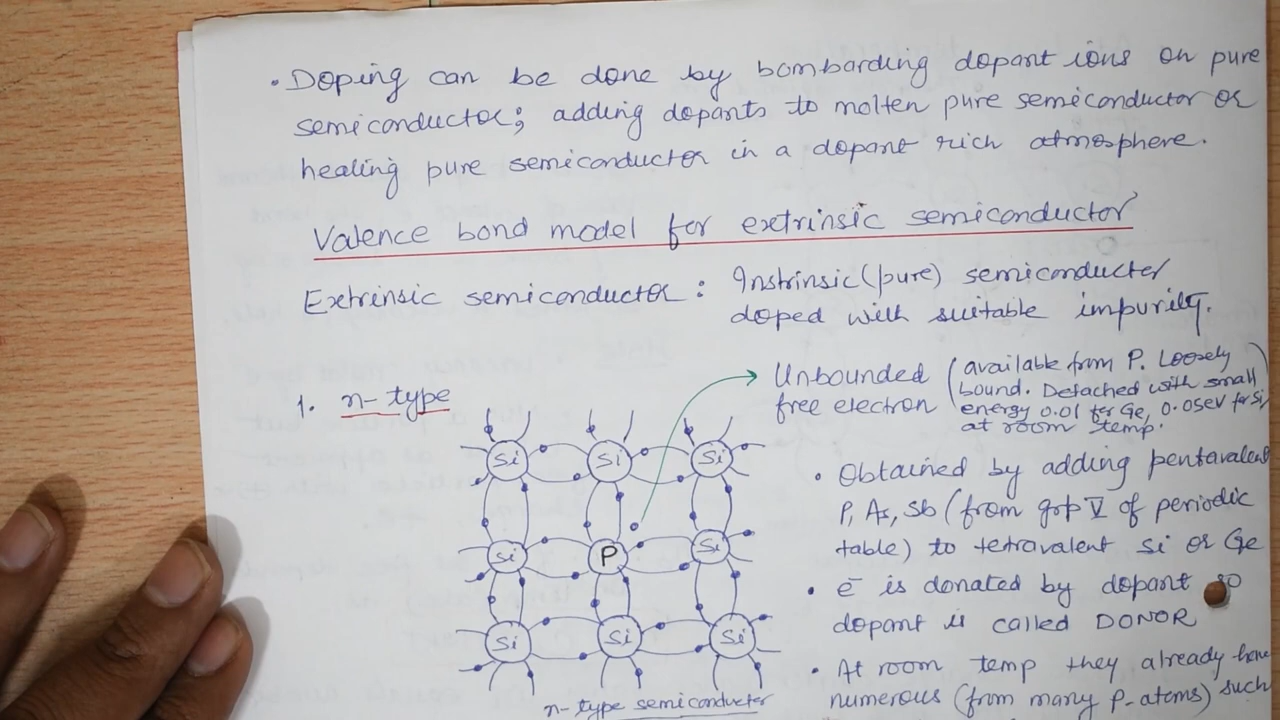 • Doping can be done by bombarding dopant ions on pure
semiconductor; adding dopants to molten pure semiconductor or
healing pure semiconductor in a dopant rich atmosphere.
Valence bond model for extrinsic semiconductor
Extrinsic semiconductor : Instrinsic (pure) semiconductor
doped with suitable impurity.
1. n-type
Unbounded
free electron
(available from P. Loosely
bound. Detached with small
energy 0.01 for Ge, 0.05eV for Si
at room temp.)
Si Si Si
Si P Si
Si Si Si
n-type semiconductor
• Obtained by adding pentavalent
P, As, Sb (from grp V of periodic
table) to tetravalent Si or Ge
• e̅ is donated by dopant so
dopant is called DONOR
• At room temp they already have
numerous (from many P-atoms) such